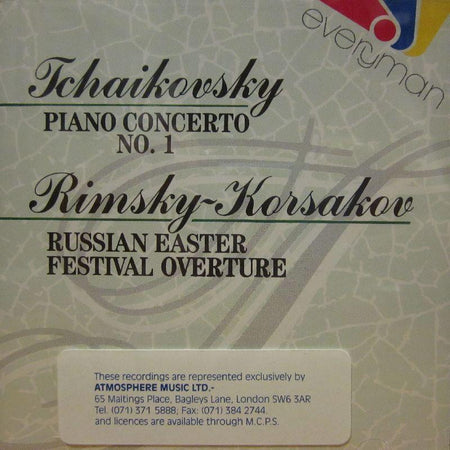 everyman
Tchaikovsky
PIANO CONCERTO
NO. 1
Rimsky-Korsakov
RUSSIAN EASTER
FESTIVAL OVERTURE
These recordings are represented exclusively by
ATMOSPHERE MUSIC LTD.-
65 Maltings Place, Bagleys Lane, London SW6 3AR
Tel. (071) 371 5888; Fax: (071) 384 2744.
and licences are available through M.C.P.S.